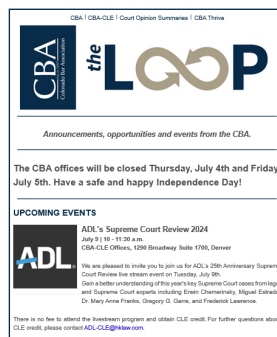 CBA | CBA-CLE | Court Opinion Summaries | CBA Thrive
CBA
Colorado Bar Association
the
LOOP
Announcements, opportunities and events from the CBA.
The CBA offices will be closed Thursday, July 4th and Friday
July 5th. Have a safe and happy Independence Day!
UPCOMING EVENTS
ADL
ADL's Supreme Court Review 2024
July 9 | 10 - 11:30 a.m.
CBA-CLE Offices, 1290 Broadway Suite 1700, Denver
We are pleased to invite you to join us for ADL's 25th Anniversary Suprem
Court Review live stream event on Tuesday, July 9th.
Gain a better understanding of this year's key Supreme Court cases from lega
and Supreme Court experts including Erwin Chemerinsky, Miguel Estrada
Dr. Mary Anne Franks, Gregory G. Garre, and Frederick Lawrence.
There is no fee to attend the livestream program and obtain CLE credit. For further questions abou
CLE credit, please contact ADL-CLE@hklaw.com.